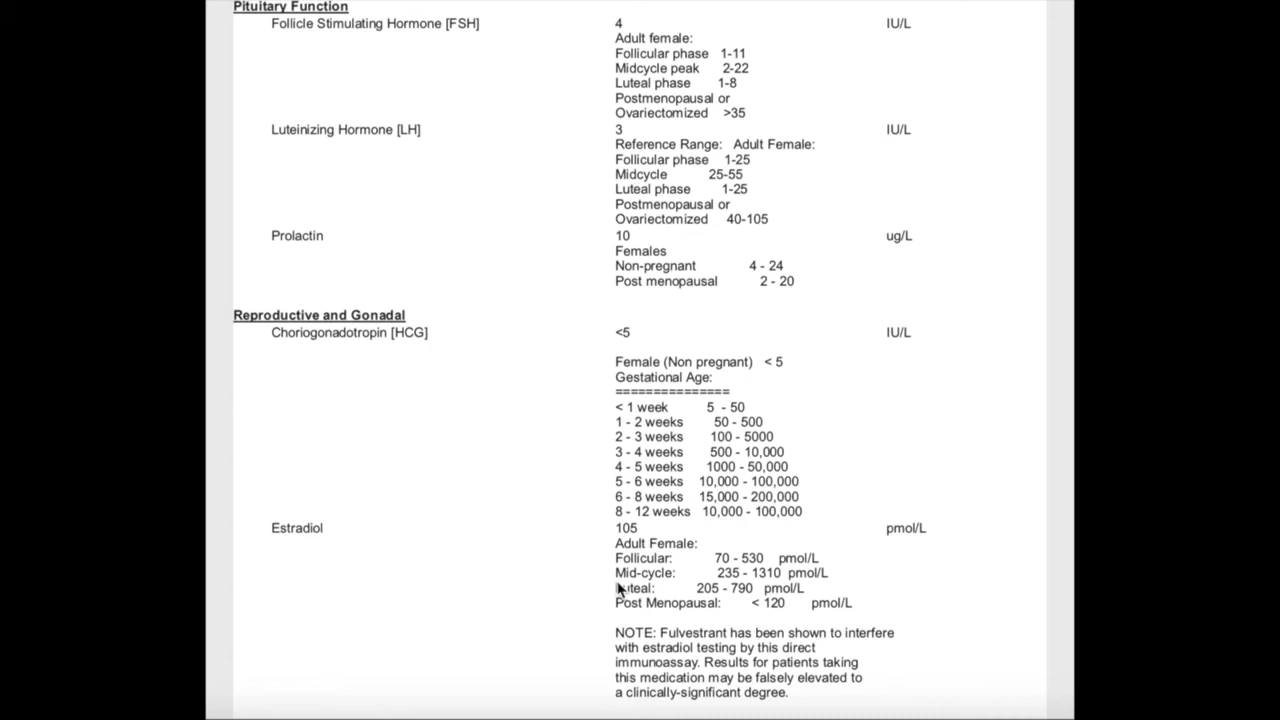 Pituitary Function
Follicle Stimulating Hormone [FSH] 4 IU/L
Adult female:
Follicular phase 1-11
Midcycle peak 2-22
Luteal phase 1-8
Postmenopausal or
Ovariectomized >35
Luteinizing Hormone [LH] 3 IU/L
Reference Range: Adult Female:
Follicular phase 1-25
Midcycle 25-55
Luteal phase 1-25
Postmenopausal or
Ovariectomized 40-105
Prolactin 10 ug/L
Females
Non-pregnant 4 - 24
Post menopausal 2 - 20
Reproductive and Gonadal
Choriogonadotropin [HCG] <5 IU/L
Female (Non pregnant) < 5
Gestational Age:
===============
< 1 week 5 - 50
1 - 2 weeks 50 - 500
2 - 3 weeks 100 - 5000
3 - 4 weeks 500 - 10,000
4 - 5 weeks 1000 - 50,000
5 - 6 weeks 10,000 - 100,000
6 - 8 weeks 15,000 - 200,000
8 - 12 weeks 10,000 - 100,000
Estradiol 105 pmol/L
Adult Female:
Follicular: 70 - 530 pmol/L
Mid-cycle: 235 - 1310 pmol/L
Luteal: 205 - 790 pmol/L
Post Menopausal: < 120 pmol/L
NOTE: Fulvestrant has been shown to interfere
with estradiol testing by this direct
immunoassay. Results for patients taking
this medication may be falsely elevated to
a clinically-significant degree.